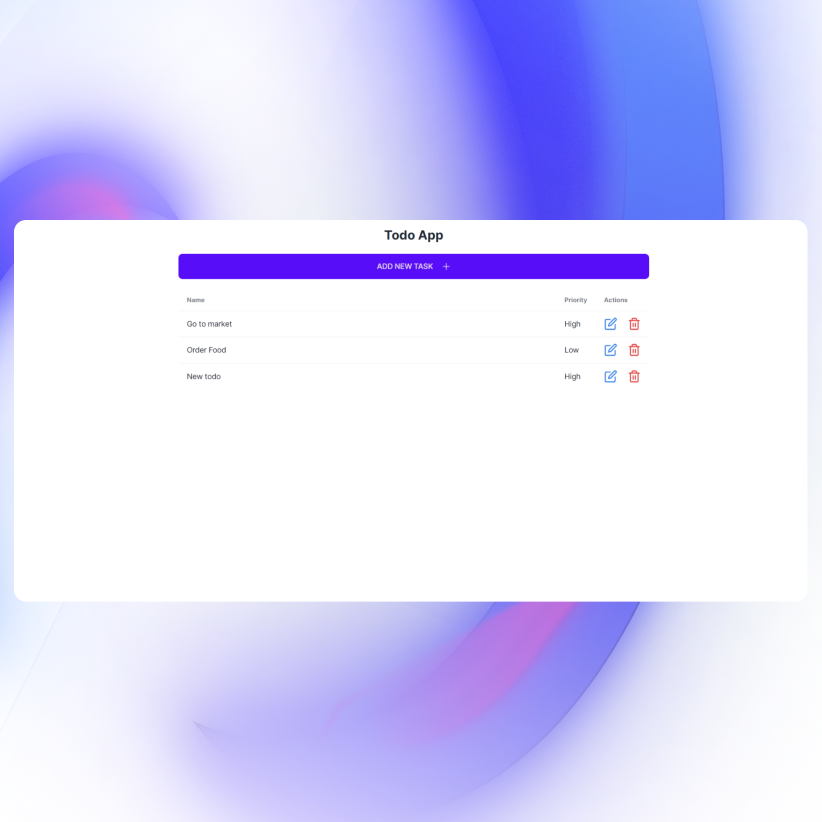 Todo App
ADD NEW TASK +
Name Priority Actions
Go to market High
Order Food Low
New todo High